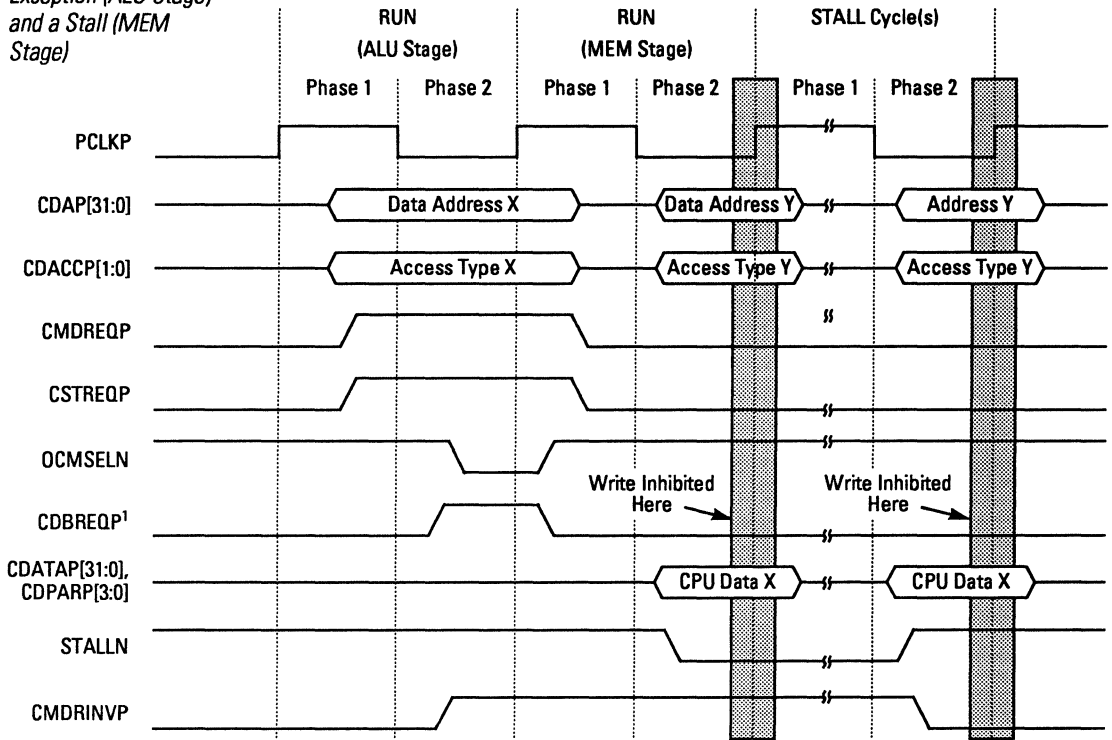 Exception (ALU Stage)
and a Stall (MEM
Stage)
RUN
(ALU Stage)
RUN
(MEM Stage)
STALL Cycle(s)
Phase 1
Phase 2
Phase 1
Phase 2
Phase 1
Phase 2
PCLKP
CDAP[31:0]
Data Address X
Data Address Y
Address Y
CDACCP[1:0]
Access Type X
Access Type Y
Access Type Y
CMDREQP
CSTREQP
OCMSELN
Write Inhibited
Here
Write Inhibited
Here
CDBREQP¹
CDATAP[31:0],
CDPARP[3:0]
CPU Data X
CPU Data X
STALLN
CMDRINVP